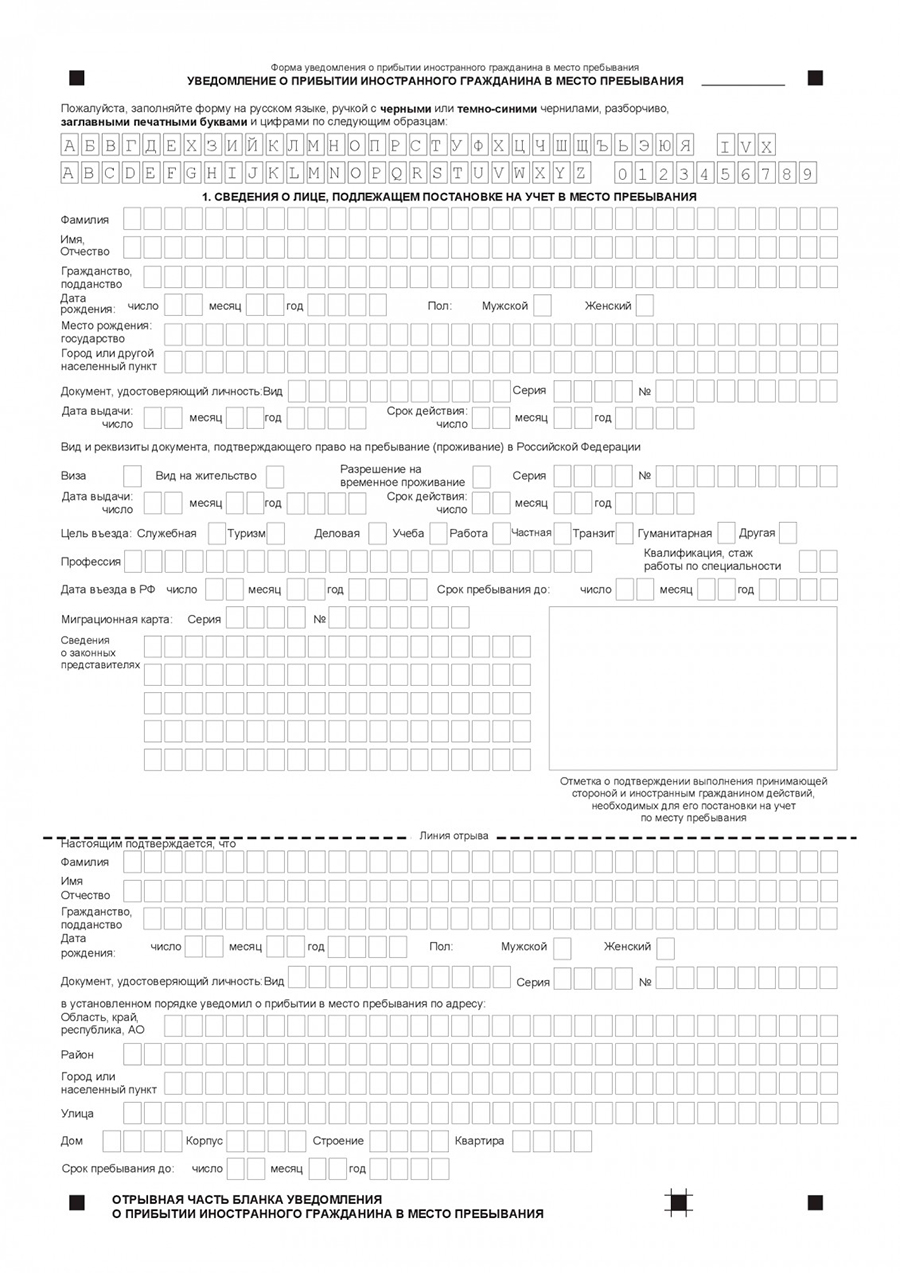 Форма уведомления о прибытии иностранного гражданина в место пребывания
УВЕДОМЛЕНИЕ О ПРИБЫТИИ ИНОСТРАННОГО ГРАЖДАНИНА В МЕСТО ПРЕБЫВАНИЯ
Пожалуйста, заполняйте форму на русском языке, ручкой с черными или темно-синими чернилами, разборчиво,
заглавными печатными буквами и цифрами по следующим образцам:
А Б В Г Д Е Ж З И Й К Л М Н О П Р С Т У Ф Х Ц Ч Ш Щ Ъ Ь Э Ю Я I V X
A B C D E F G H I J K L M N O P Q R S T U V W X Y Z 0 1 2 3 4 5 6 7 8 9
1. СВЕДЕНИЯ О ЛИЦЕ, ПОДЛЕЖАЩЕМ ПОСТАНОВКЕ НА УЧЕТ В МЕСТО ПРЕБЫВАНИЯ
Фамилия
Имя,
Отчество
Гражданство,
подданство
Дата
рождения: число месяц год Пол: Мужской Женский
Место рождения:
государство
Город или другой
населенный пункт
Документ, удостоверяющий личность:Вид Серия №
Дата выдачи: Срок действия:
число месяц год число месяц год
Вид и реквизиты документа, подтверждающего право на пребывание (проживание) в Российской Федерации
Виза Вид на жительство Разрешение на
временное проживание Серия №
Дата выдачи: Срок действия:
число месяц год число месяц год
Цель въезда: Служебная Туризм Деловая Учеба Работа Частная Транзит Гуманитарная Другая
Профессия Квалификация, стаж
работы по специальности
Дата въезда в РФ число месяц год Срок пребывания до: число месяц год
Миграционная карта: Серия №
Сведения
о законных
представителях
Отметка о подтверждении выполнения принимающей
стороной и иностранным гражданином действий,
необходимых для его постановки на учет
по месту пребывания
Линия отрыва
Настоящим подтверждается, что
Фамилия
Имя
Отчество
Гражданство,
подданство
Дата
рождения: число месяц год Пол: Мужской Женский
Документ, удостоверяющий личность:Вид Серия №
в установленном порядке уведомил о прибытии в место пребывания по адресу:
Область, край,
республика, АО
Район
Город или
населенный пункт
Улица
Дом Корпус Строение Квартира
Срок пребывания до: число месяц год
ОТРЫВНАЯ ЧАСТЬ БЛАНКА УВЕДОМЛЕНИЯ
О ПРИБЫТИИ ИНОСТРАННОГО ГРАЖДАНИНА В МЕСТО ПРЕБЫВАНИЯ